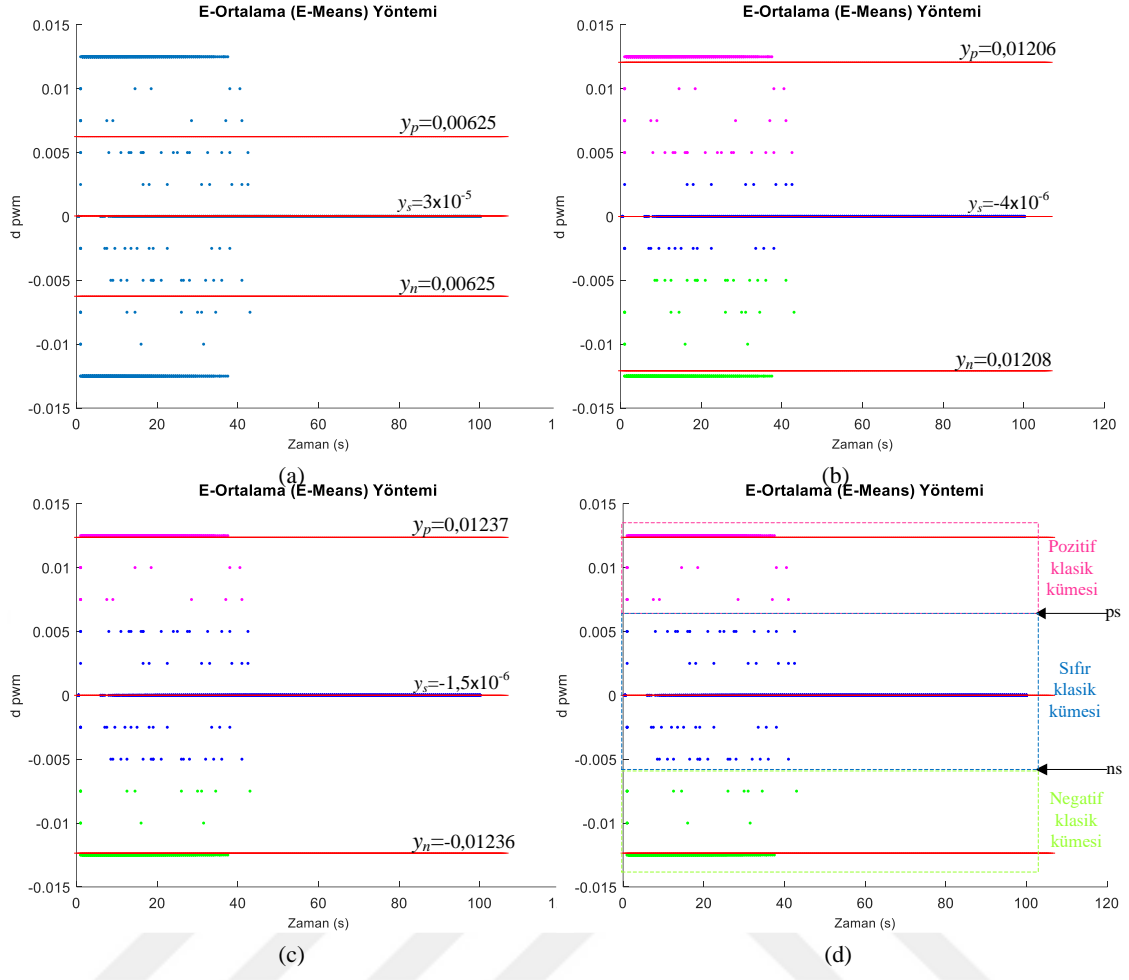 E-Ortalama (E-Means) Yöntemi
0.015
0.01
0.005
0
-0.005
-0.01
-0.015
d pwm
y_p=0,00625
y_s=3x10^-5
y_n=0,00625
0 20 40 60 80 100 1
Zaman (s)
(a)
E-Ortalama (E-Means) Yöntemi
0.015
0.01
0.005
0
-0.005
-0.01
-0.015
d pwm
y_p=0,01206
y_s=-4x10^-6
y_n=0,01208
0 20 40 60 80 100 120
Zaman (s)
(b)
E-Ortalama (E-Means) Yöntemi
0.015
0.01
0.005
0
-0.005
-0.01
-0.015
d pwm
y_p=0,01237
y_s=-1,5x10^-6
y_n=-0,01236
0 20 40 60 80 100 1
Zaman (s)
(c)
E-Ortalama (E-Means) Yöntemi
0.015
0.01
0.005
0
-0.005
-0.01
-0.015
d pwm
Pozitif
klasik
kümesi
ps
Sıfır
klasik
kümesi
ns
Negatif
klasik
kümesi
0 20 40 60 80 100 120
Zaman (s)
(d)